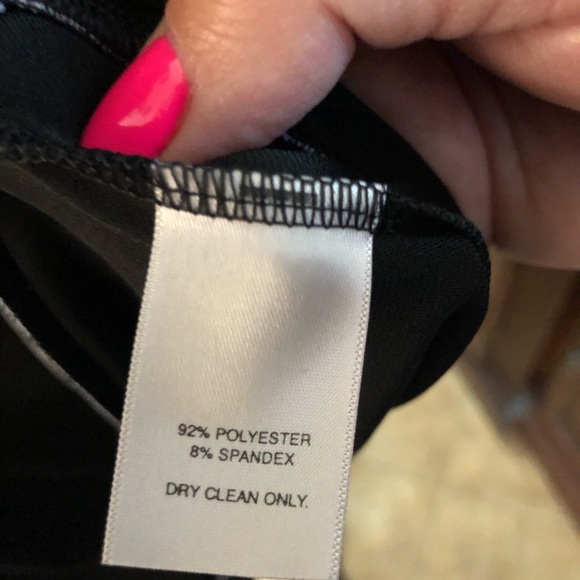 92% POLYESTER
8% SPANDEX
DRY CLEAN ONLY.